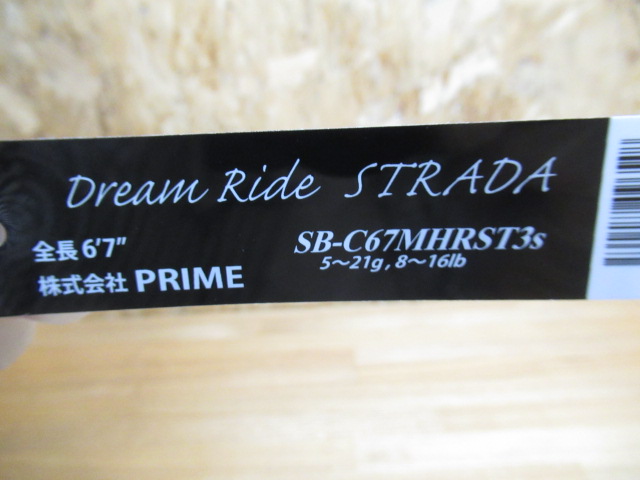 Dream Ride STRADA
全長 6'7"
株式会社 PRIME
SB-C67MHRST3s
5～21g , 8～16lb